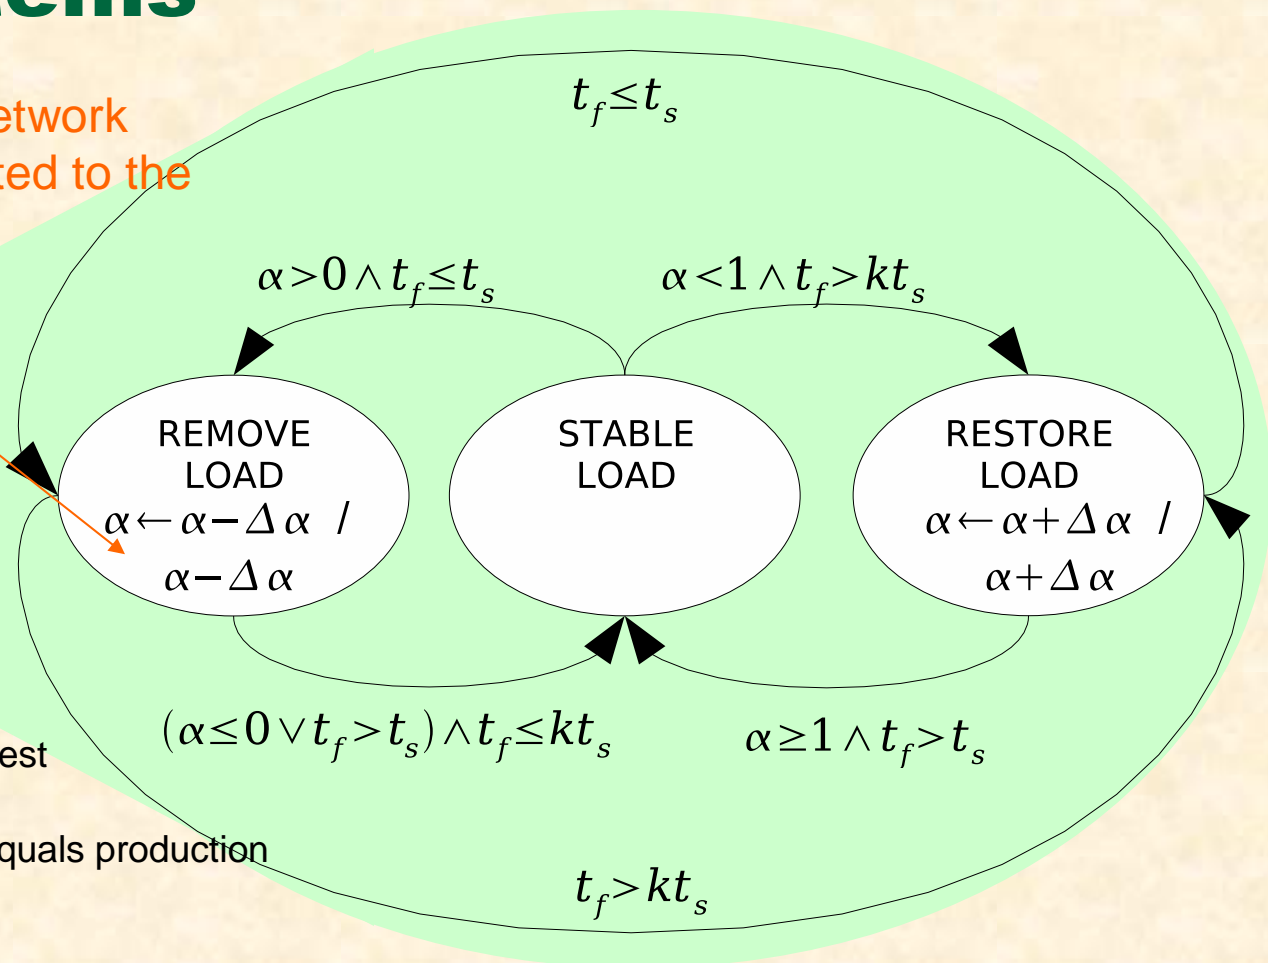 etwork
ted to the
t_f≤t_s
α>0∧t_f≤t_s
α<1∧t_f>kt_s
REMOVE
LOAD
α←α−Δα /
α−Δα
STABLE
LOAD
RESTORE
LOAD
α←α+Δα /
α+Δα
(α≤0∨t_f>t_s)∧t_f≤kt_s
α≥1∧t_f>t_s
est
quals production
t_f>kt_s